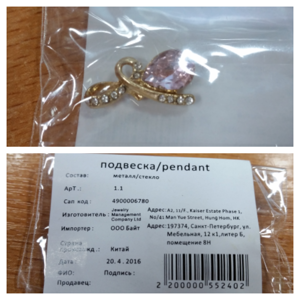 подвеска/pendant
Состав: металл/стекло
Арт.: 1.1
Сап код: 4900006780
Изготовитель: Jewelry Management Company Ltd
Адрес: A2, 11/F, Kaiser Estate Phase 1, No/41 Man Yue Street, Hung Hom, HK
Импортер: ООО Байт
Адрес: 197374, Санкт-Петербург, ул. Мебельная, 12 к1, литер Б, помещение 8Н
Страна
Китай
Дата: 20.4.2016
ФИО: Подпись:
Продавец:
2 200000 552402